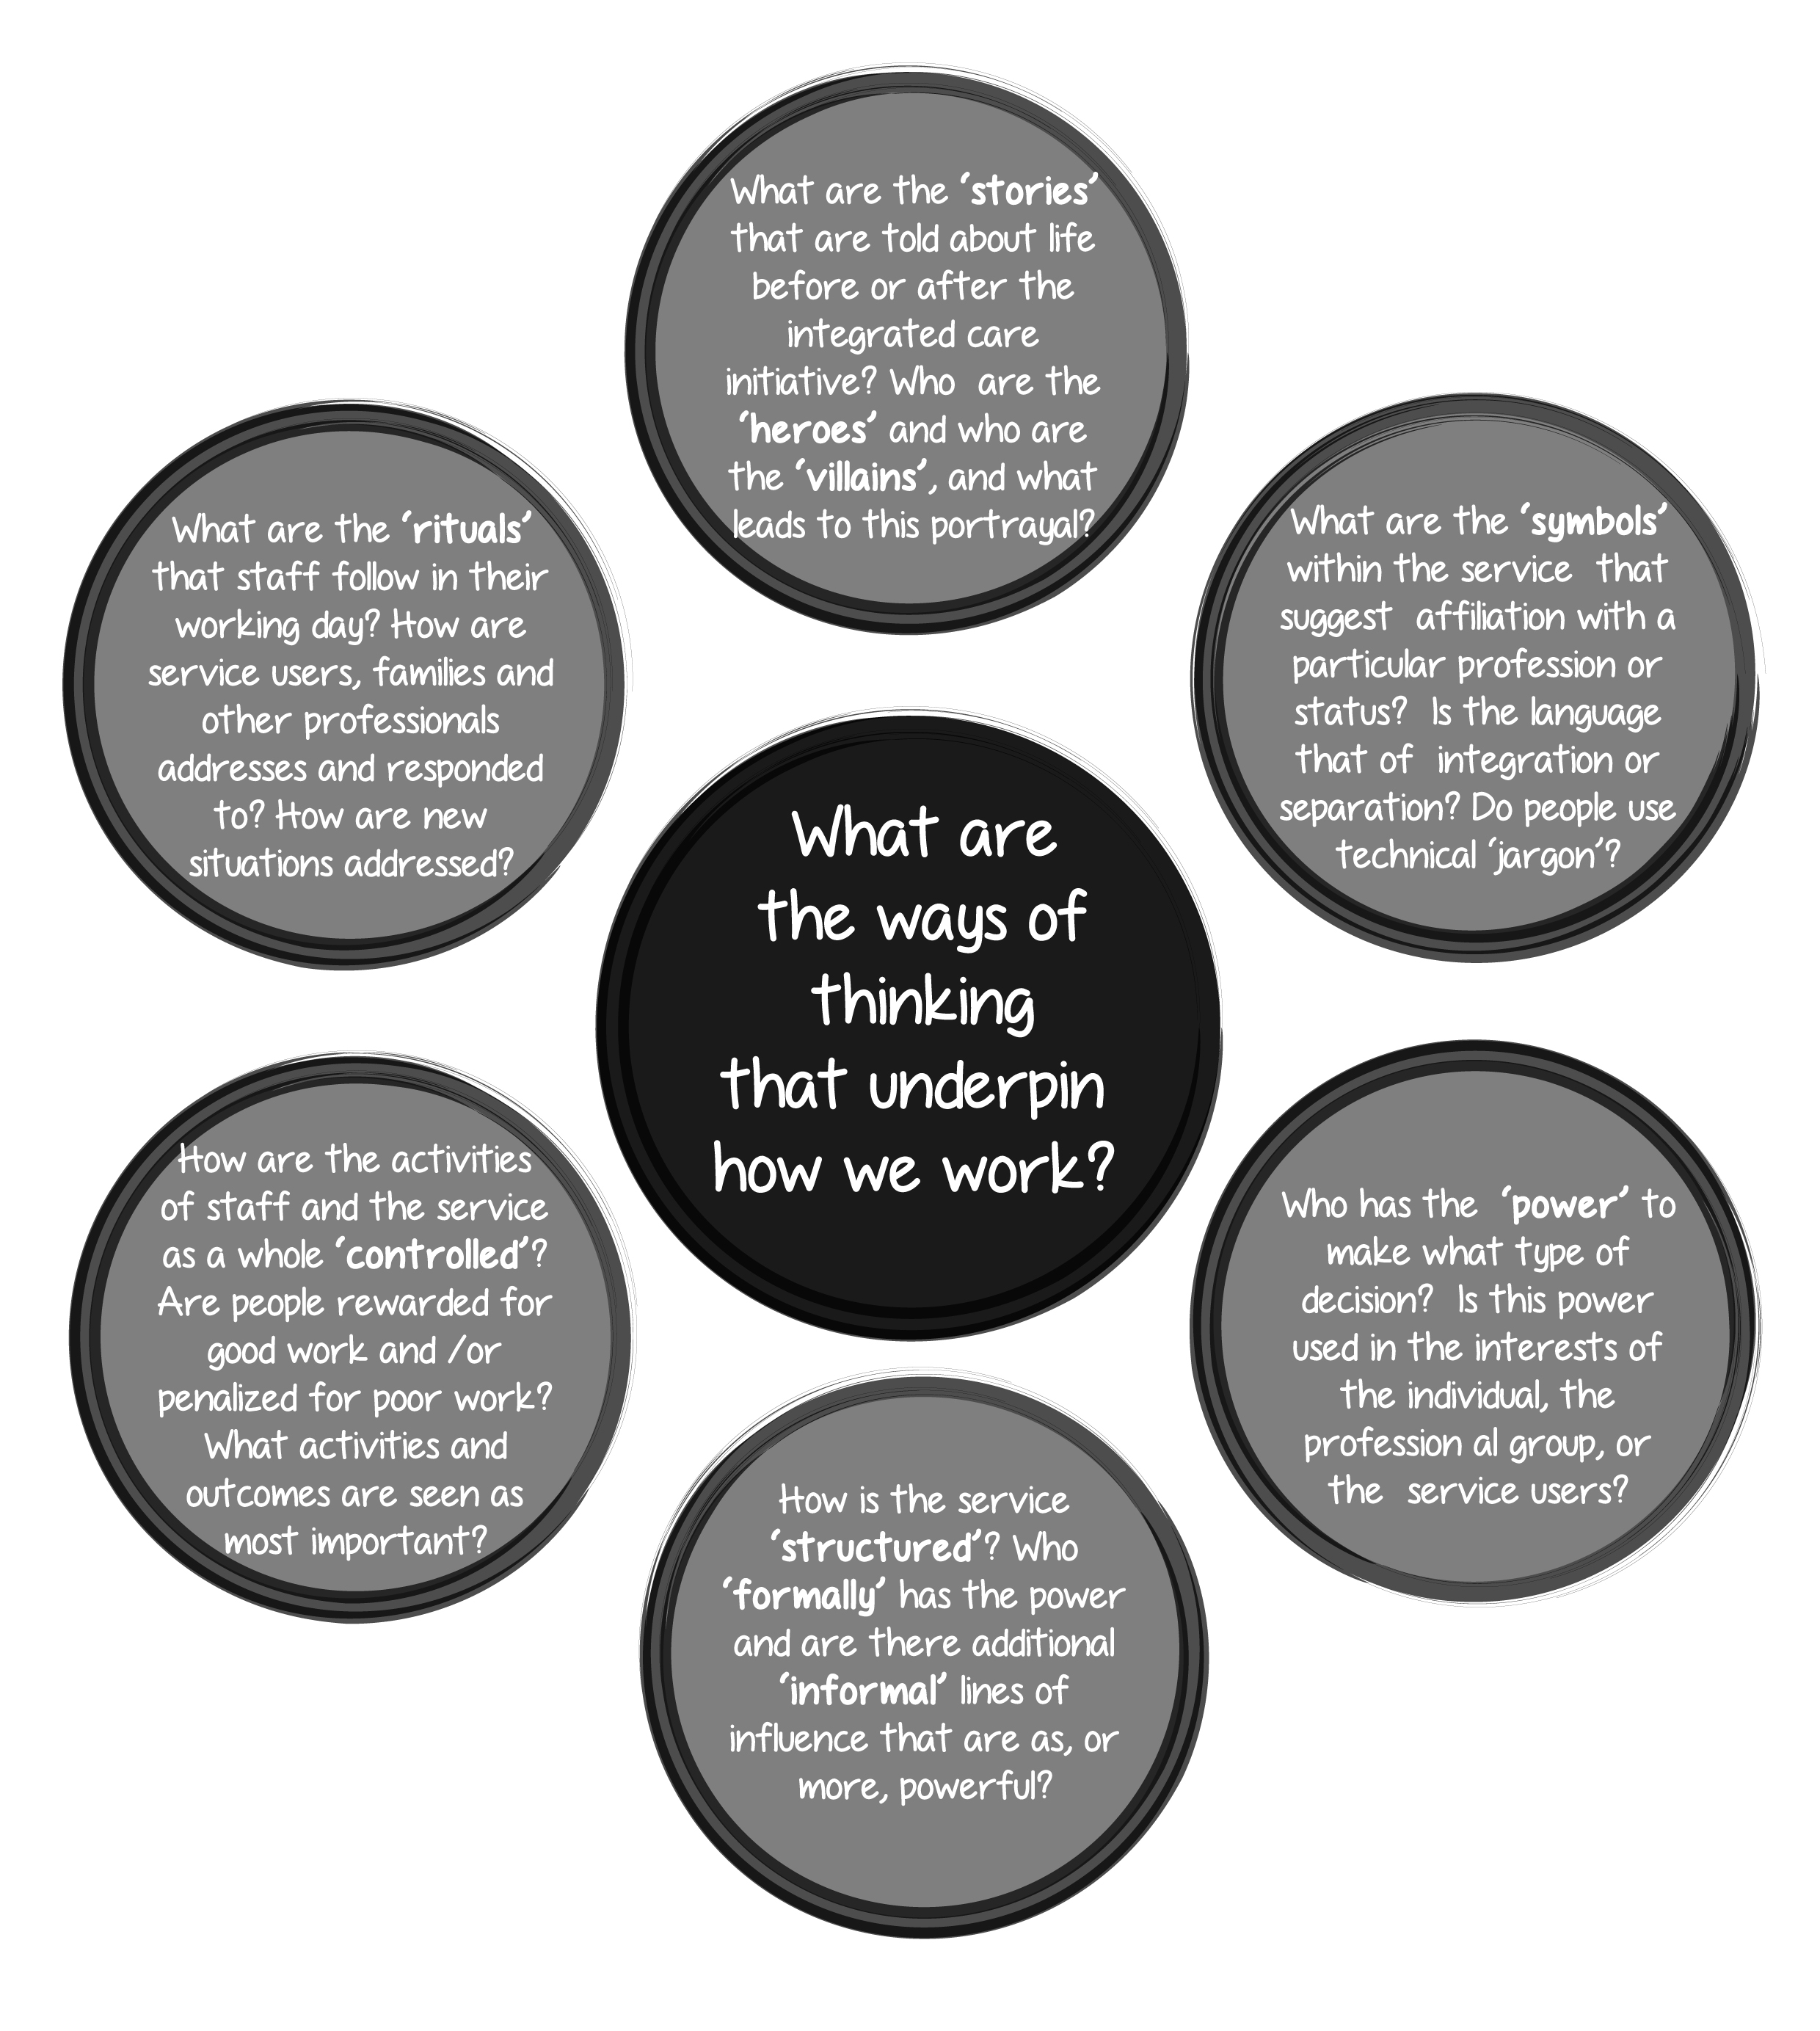 What are the ‘stories’
that are told about life
before or after the
integrated care
initiative? Who are the
‘heroes’ and who are
the ‘villains’, and what
leads to this portrayal?
What are the ‘rituals’
that staff follow in their
working day? How are
service users, families and
other professionals
addresses and responded
to? How are new
situations addressed?
What are the ‘symbols’
within the service that
suggest affiliation with a
particular profession or
status? Is the language
that of integration or
separation? Do people use
technical ‘jargon’?
What are
the ways of
thinking
that underpin
how we work?
How are the activities
of staff and the service
as a whole ‘controlled’?
Are people rewarded for
good work and /or
penalized for poor work?
What activities and
outcomes are seen as
most important?
Who has the ‘power’ to
make what type of
decision? Is this power
used in the interests of
the individual, the
profession al group, or
the service users?
How is the service
‘structured’? Who
‘formally’ has the power
and are there additional
‘informal’ lines of
influence that are as, or
more, powerful?